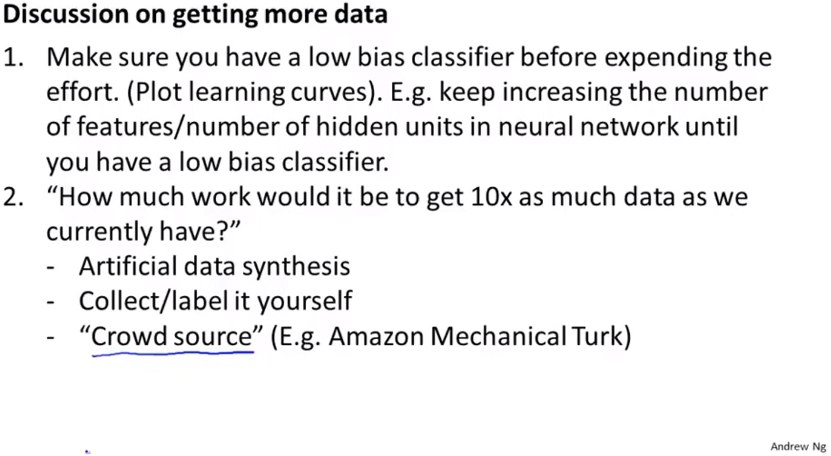 Discussion on getting more data
1. Make sure you have a low bias classifier before expending the
effort. (Plot learning curves). E.g. keep increasing the number
of features/number of hidden units in neural network until
you have a low bias classifier.
2. “How much work would it be to get 10x as much data as we
currently have?”
- Artificial data synthesis
- Collect/label it yourself
- “Crowd source” (E.g. Amazon Mechanical Turk)
Andrew Ng